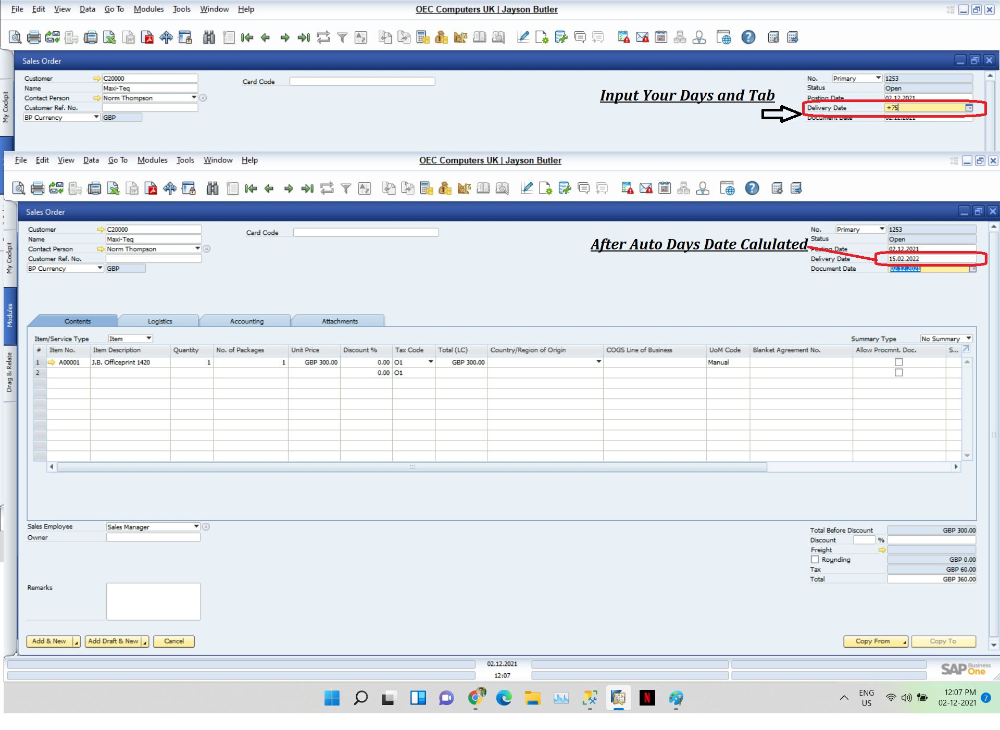 File Edit View Data Go To Modules Tools Window Help
OEC Computers UK | Jayson Butler
Sales Order
Customer C20000
Name Maxi-Teq
Contact Person Norm Thompson
Customer Ref. No.
BP Currency GBP
Card Code
No. Primary 1253
Status Open
Posting Date 02.12.2021
Delivery Date +75
Document Date 02.12.2021
Input Your Days and Tab
My Cockpit
File Edit View Data Go To Modules Tools Window Help
OEC Computers UK | Jayson Butler
Sales Order
Customer C20000
Name Maxi-Teq
Contact Person Norm Thompson
Customer Ref. No.
BP Currency GBP
Card Code
No. Primary 1253
Status Open
Posting Date 02.12.2021
Delivery Date 15.02.2022
Document Date 02.12.2021
After Auto Days Date Calulated
My Cockpit
Modules
Drag & Relate
Contents Logistics Accounting Attachments
Item/Service Type Item Summary Type No Summary
# Item No. Item Description Quantity No. of Packages Unit Price Discount % Tax Code Total (LC) Country/Region of Origin COGS Line of Business UoM Code Blanket Agreement No. Allow Procmnt. Doc. S...
1 A00001 J.B. Officeprint 1420 1 1 GBP 300.00 0.00 O1 GBP 300.00 Manual
2 0.00 O1
Sales Employee Sales Manager
Owner
Remarks
Total Before Discount GBP 300.00
Discount %
Freight
Rounding GBP 0.00
Tax GBP 60.00
Total GBP 360.00
Add & New Add Draft & New Cancel Copy From Copy To
02.12.2021
12:07
SAP Business One
ENG
US
12:07 PM
02-12-2021
7